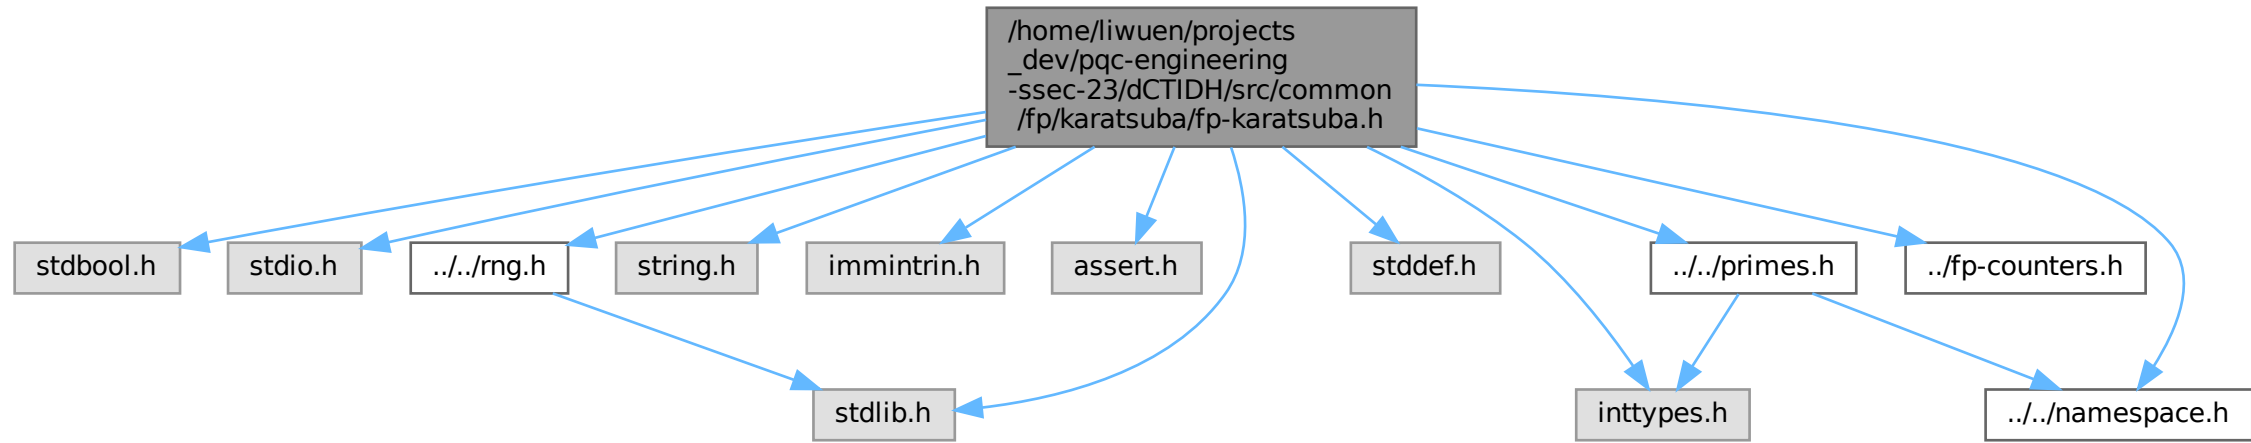 /home/liwuen/projects
_dev/pqc-engineering
-ssec-23/dCTIDH/src/common
/fp/karatsuba/fp-karatsuba.h
stdbool.h
stdio.h
../../rng.h
string.h
immintrin.h
assert.h
stddef.h
../../primes.h
../fp-counters.h
stdlib.h
inttypes.h
../../namespace.h